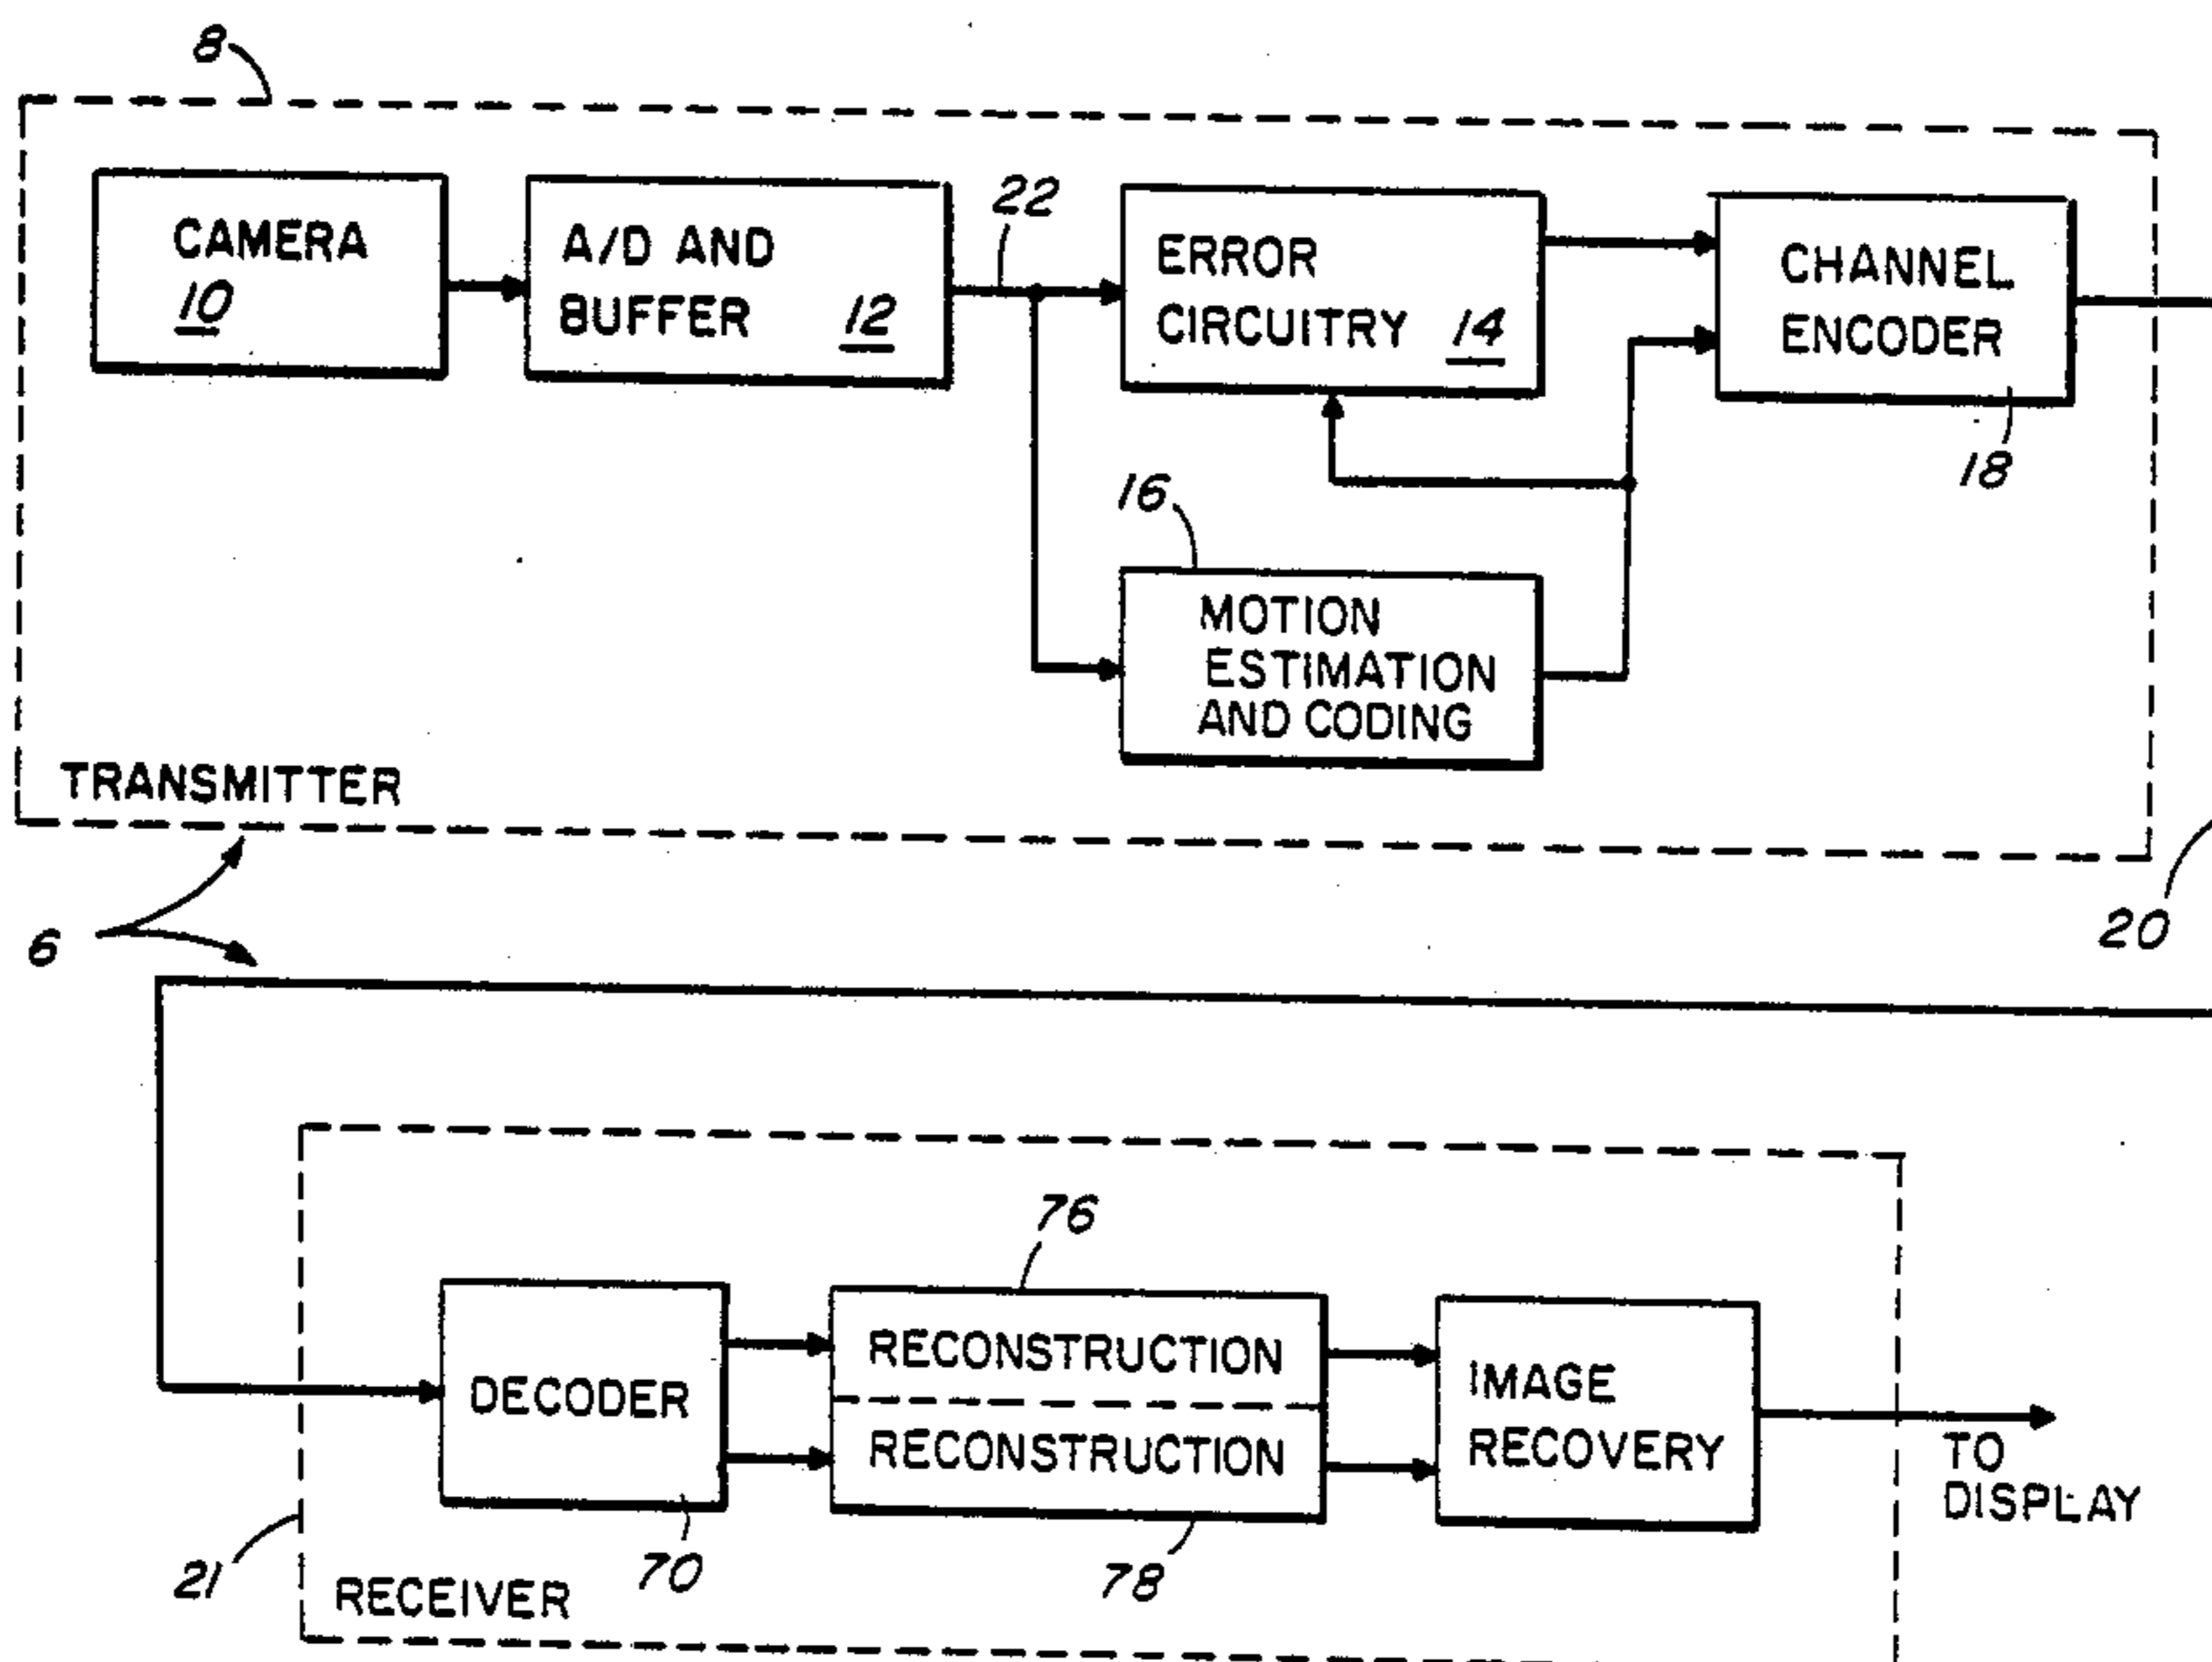 8
CAMERA
10
A/D AND
BUFFER
12
22
ERROR
CIRCUITRY
14
CHANNEL
ENCODER
18
16
MOTION
ESTIMATION
AND CODING
TRANSMITTER
6
20
76
DECODER
70
RECONSTRUCTION
RECONSTRUCTION
78
IMAGE
RECOVERY
TO
DISPLAY
21
RECEIVER